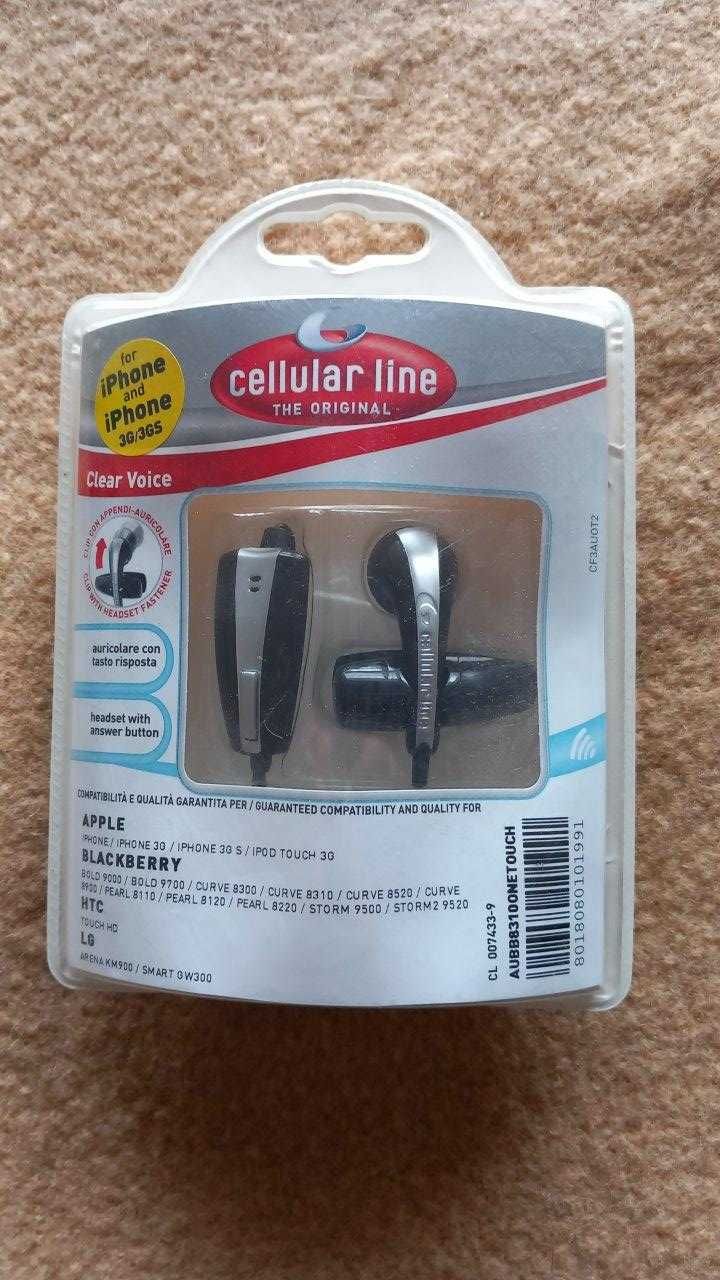 for
iPhone
and
iPhone
3G/3GS
cellular line
THE ORIGINAL
Clear Voice
CLIP CON APPENDI-AURICOLARE
CLIP WITH HEADSET FASTENER
auricolare con
tasto risposta
headset with
answer button
cellular line
CF3AUOT2
COMPATIBILITÀ E QUALITÀ GARANTITA PER / GUARANTEED COMPATIBILITY AND QUALITY FOR
APPLE
IPHONE / IPHONE 3G / IPHONE 3G S / IPOD TOUCH 3G
BLACKBERRY
BOLD 9000 / BOLD 9700 / CURVE 8300 / CURVE 8310 / CURVE 8520 / CURVE
8900 / PEARL 8110 / PEARL 8120 / PEARL 8220 / STORM 9500 / STORM2 9520
HTC
TOUCH HD
LG
ARENA KM900 / SMART GW300
CL 007433-9
AUBB8310ONETOUCH
8018080101991